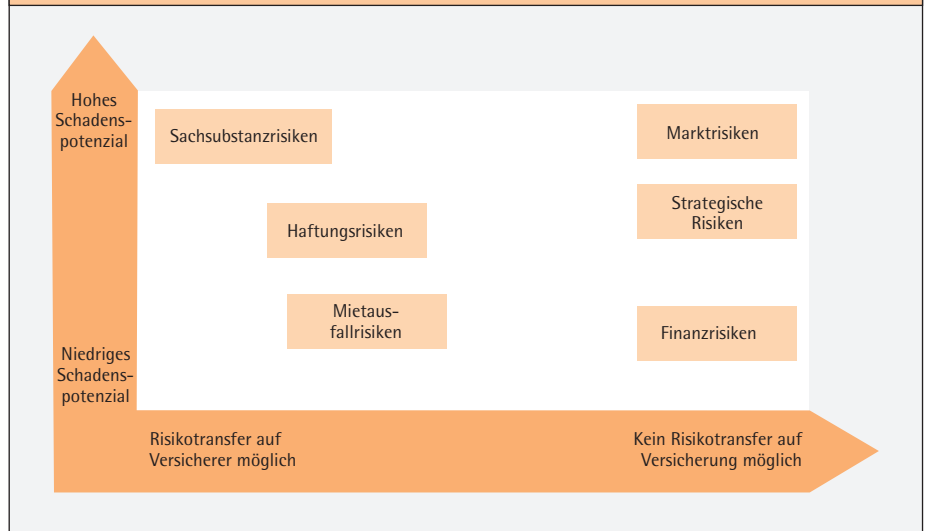 Hohes
Schadens-
potenzial
Sachsubstanzrisiken
Marktrisiken
Strategische
Risiken
Haftungsrisiken
Mietaus-
fallrisiken
Finanzrisiken
Niedriges
Schadens-
potenzial
Risikotransfer auf
Versicherer möglich
Kein Risikotransfer auf
Versicherung möglich